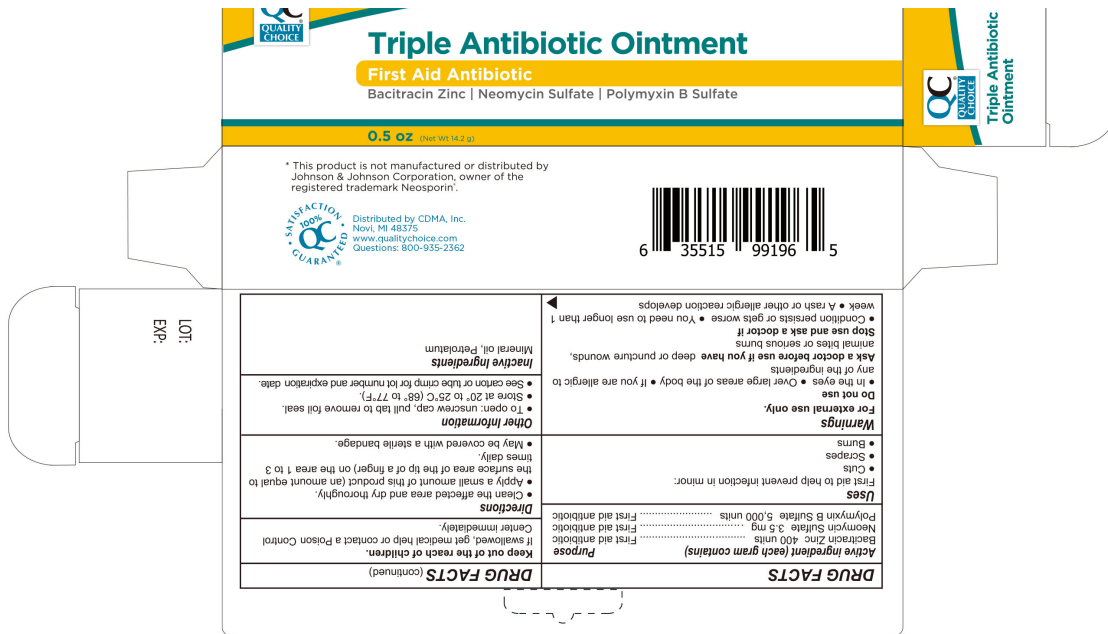 QC
QUALITY
CHOICE
Triple Antibiotic Ointment
First Aid Antibiotic
Bacitracin Zinc | Neomycin Sulfate | Polymyxin B Sulfate
0.5 oz (Net Wt 14.2 g)
QC®
QUALITY
CHOICE
Triple Antibiotic
Ointment
* This product is not manufactured or distributed by
Johnson & Johnson Corporation, owner of the
registered trademark Neosporin®.
SATISFACTION
100%
QC
GUARANTEED
®
Distributed by CDMA, Inc.
Novi, MI 48375
www.qualitychoice.com
Questions: 800-935-2362
6 35515 99196 5
LOT:
EXP:
DRUG FACTS
Active ingredient (each gram contains) Purpose
Bacitracin Zinc 400 units ........................ First aid antibiotic
Neomycin Sulfate 3.5 mg ........................ First aid antibiotic
Polymyxin B Sulfate 5,000 units ........................ First aid antibiotic
Uses
First aid to help prevent infection in minor:
• Cuts
• Scrapes
• Burns
Warnings
For external use only.
Do not use
• In the eyes • Over large areas of the body • If you are allergic to
any of the ingredients
Ask a doctor before use if you have deep or puncture wounds,
animal bites or serious burns
Stop use and ask a doctor if
• Condition persists or gets worse • You need to use longer than 1
week • A rash or other allergic reaction develops
DRUG FACTS (continued)
Keep out of the reach of children.
If swallowed, get medical help or contact a Poison Control
Center immediately.
Directions
• Clean the affected area and dry thoroughly.
• Apply a small amount of this product (an amount equal to
the surface area of the tip of a finger) on the area 1 to 3
times daily.
• May be covered with a sterile bandage.
Other Information
• To open: unscrew cap, pull tab to remove foil seal.
• Store at 20° to 25°C (68° to 77°F).
• See carton or tube crimp for lot number and expiration date.
Inactive Ingredients
Mineral oil, Petrolatum